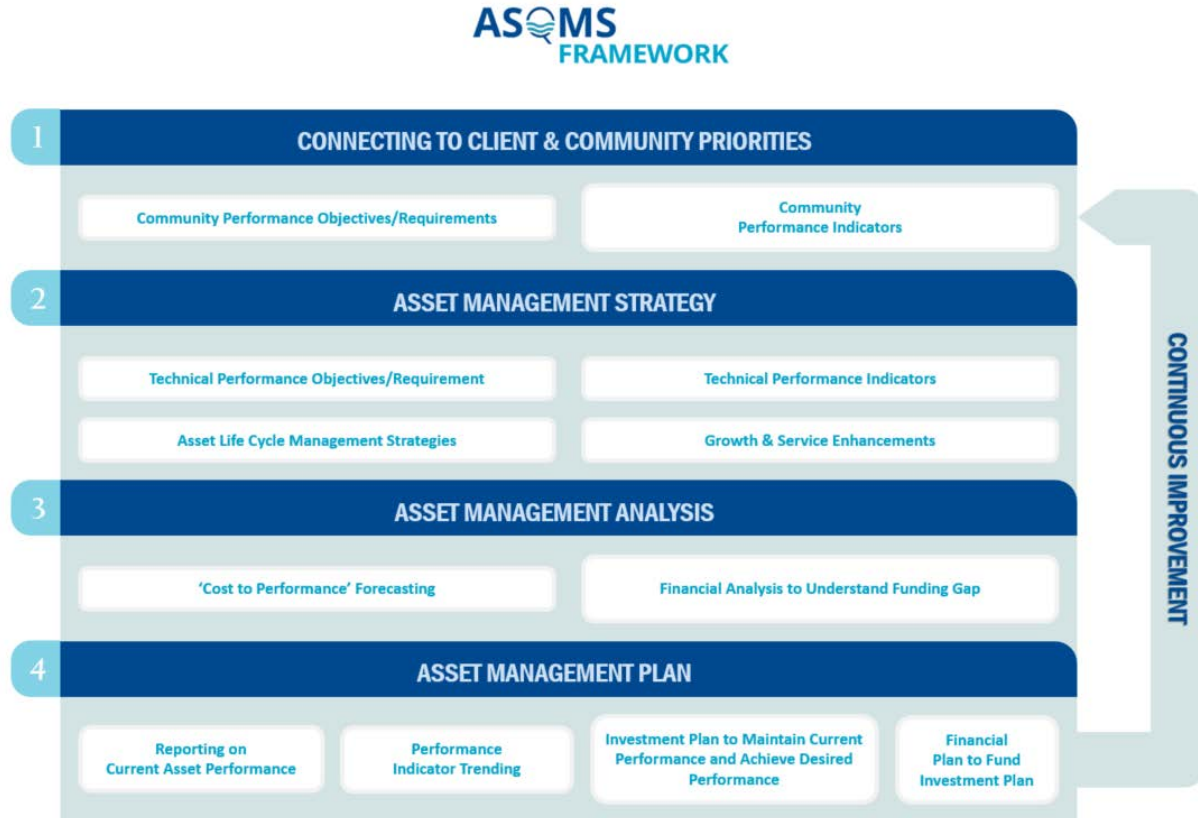 ASQMS
FRAMEWORK
1
CONNECTING TO CLIENT & COMMUNITY PRIORITIES
Community Performance Objectives/Requirements
Community
Performance Indicators
2
ASSET MANAGEMENT STRATEGY
Technical Performance Objectives/Requirement
Technical Performance Indicators
Asset Life Cycle Management Strategies
Growth & Service Enhancements
3
ASSET MANAGEMENT ANALYSIS
‘Cost to Performance’ Forecasting
Financial Analysis to Understand Funding Gap
4
ASSET MANAGEMENT PLAN
Reporting on
Current Asset Performance
Performance
Indicator Trending
Investment Plan to Maintain Current
Performance and Achieve Desired
Performance
Financial
Plan to Fund
Investment Plan
CONTINUOUS IMPROVEMENT